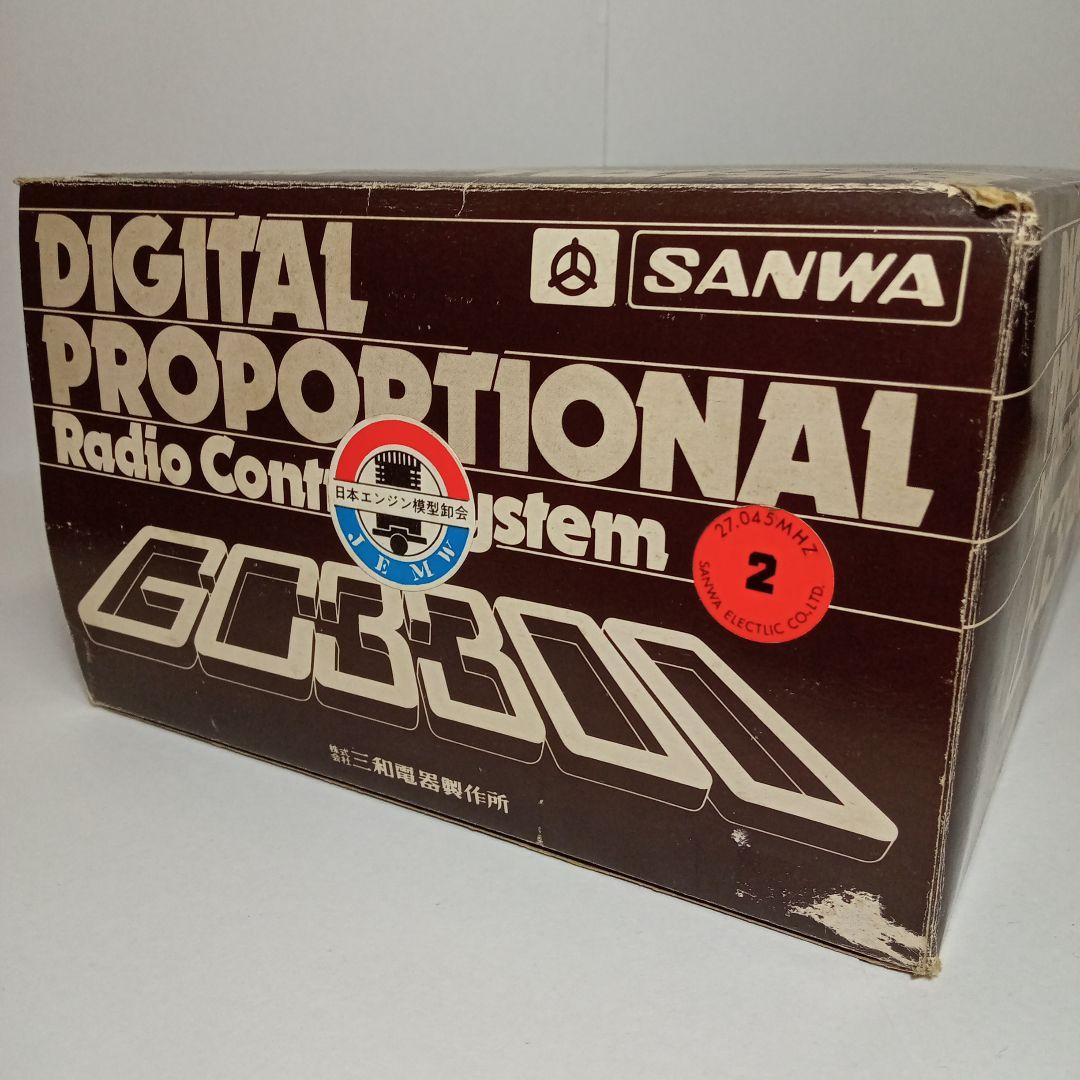 DIGITAL
SANWA
PROPORTIONAL
Radio Cont ystem
日本エンジン模型卸会
JEMW
27.045MHZ
2
SANWA ELECTLIC CO.,LTD.
株式会社 三和電器製作所